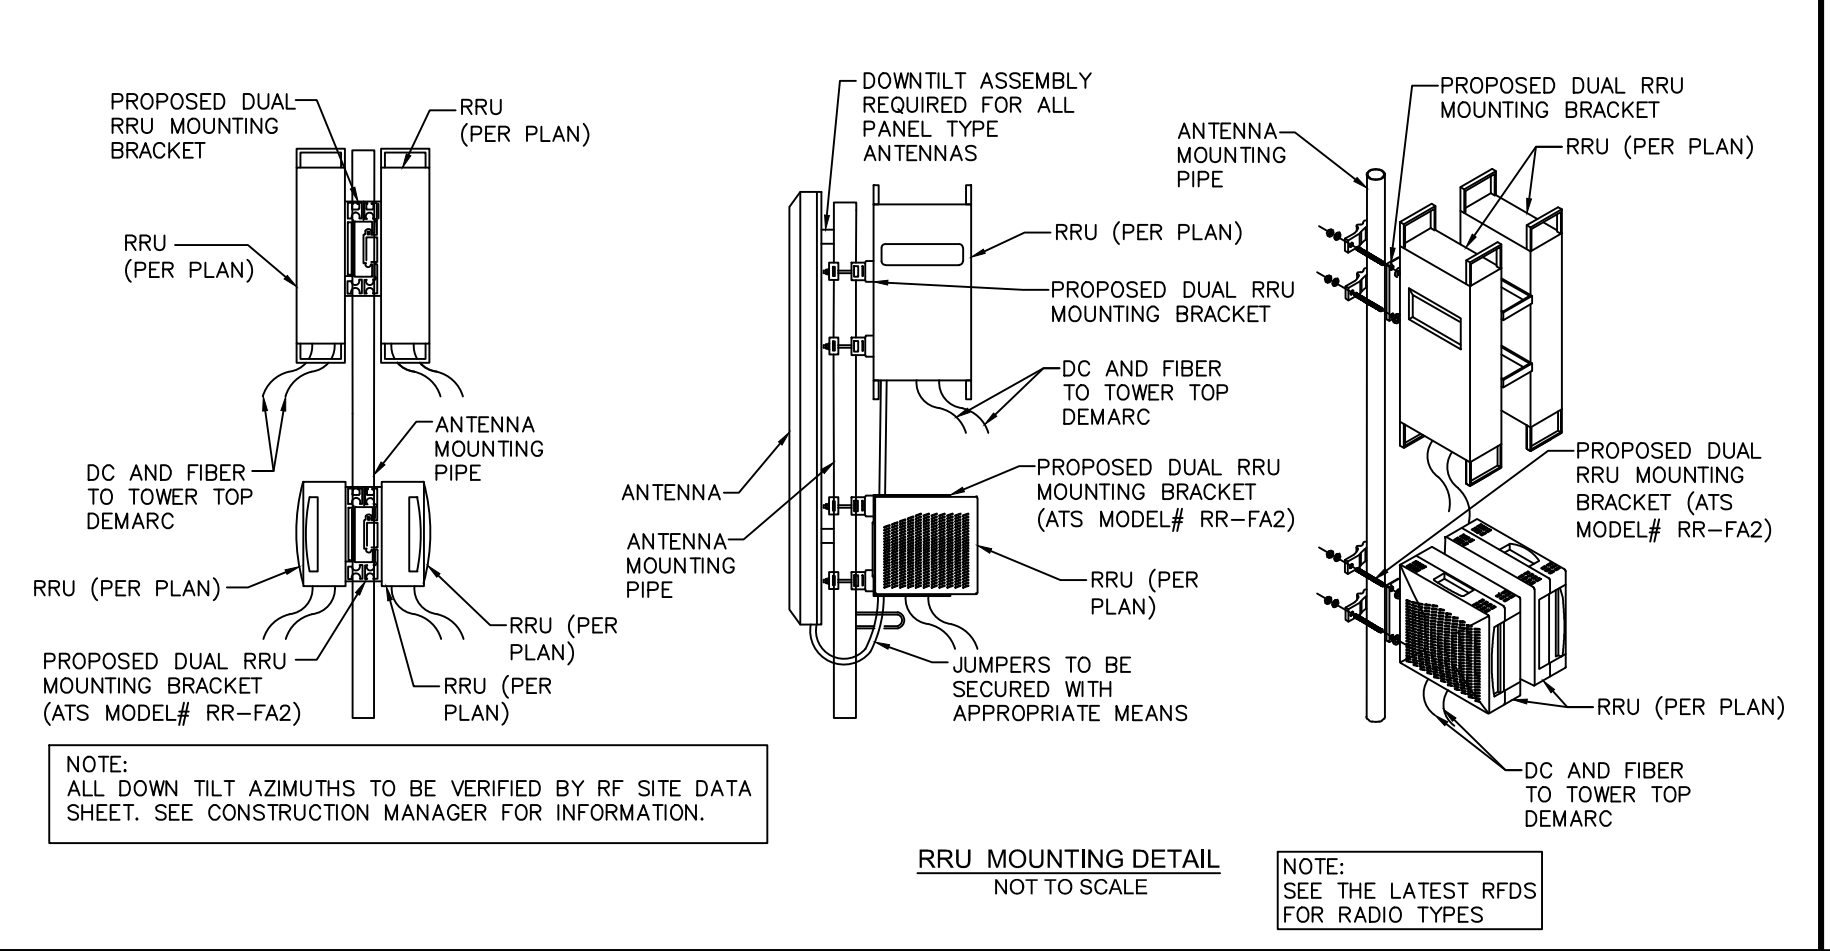 PROPOSED DUAL
RRU MOUNTING
BRACKET
RRU
(PER PLAN)
RRU
(PER PLAN)
DC AND FIBER
TO TOWER TOP
DEMARC
ANTENNA
MOUNTING
PIPE
RRU (PER PLAN)
RRU (PER
PLAN)
PROPOSED DUAL RRU
MOUNTING BRACKET
(ATS MODEL# RR-FA2)
RRU (PER
PLAN)
DOWNTILT ASSEMBLY
REQUIRED FOR ALL
PANEL TYPE
ANTENNAS
RRU (PER PLAN)
PROPOSED DUAL RRU
MOUNTING BRACKET
DC AND FIBER
TO TOWER TOP
DEMARC
ANTENNA
PROPOSED DUAL RRU
MOUNTING BRACKET
(ATS MODEL# RR-FA2)
ANTENNA
MOUNTING
PIPE
RRU (PER
PLAN)
JUMPERS TO BE
SECURED WITH
APPROPRIATE MEANS
PROPOSED DUAL RRU
MOUNTING BRACKET
ANTENNA
MOUNTING
PIPE
RRU (PER PLAN)
PROPOSED DUAL
RRU MOUNTING
BRACKET (ATS
MODEL# RR-FA2)
RRU (PER PLAN)
DC AND FIBER
TO TOWER TOP
DEMARC
NOTE:
ALL DOWN TILT AZIMUTHS TO BE VERIFIED BY RF SITE DATA
SHEET. SEE CONSTRUCTION MANAGER FOR INFORMATION.
RRU MOUNTING DETAIL
NOT TO SCALE
NOTE:
SEE THE LATEST RFDS
FOR RADIO TYPES